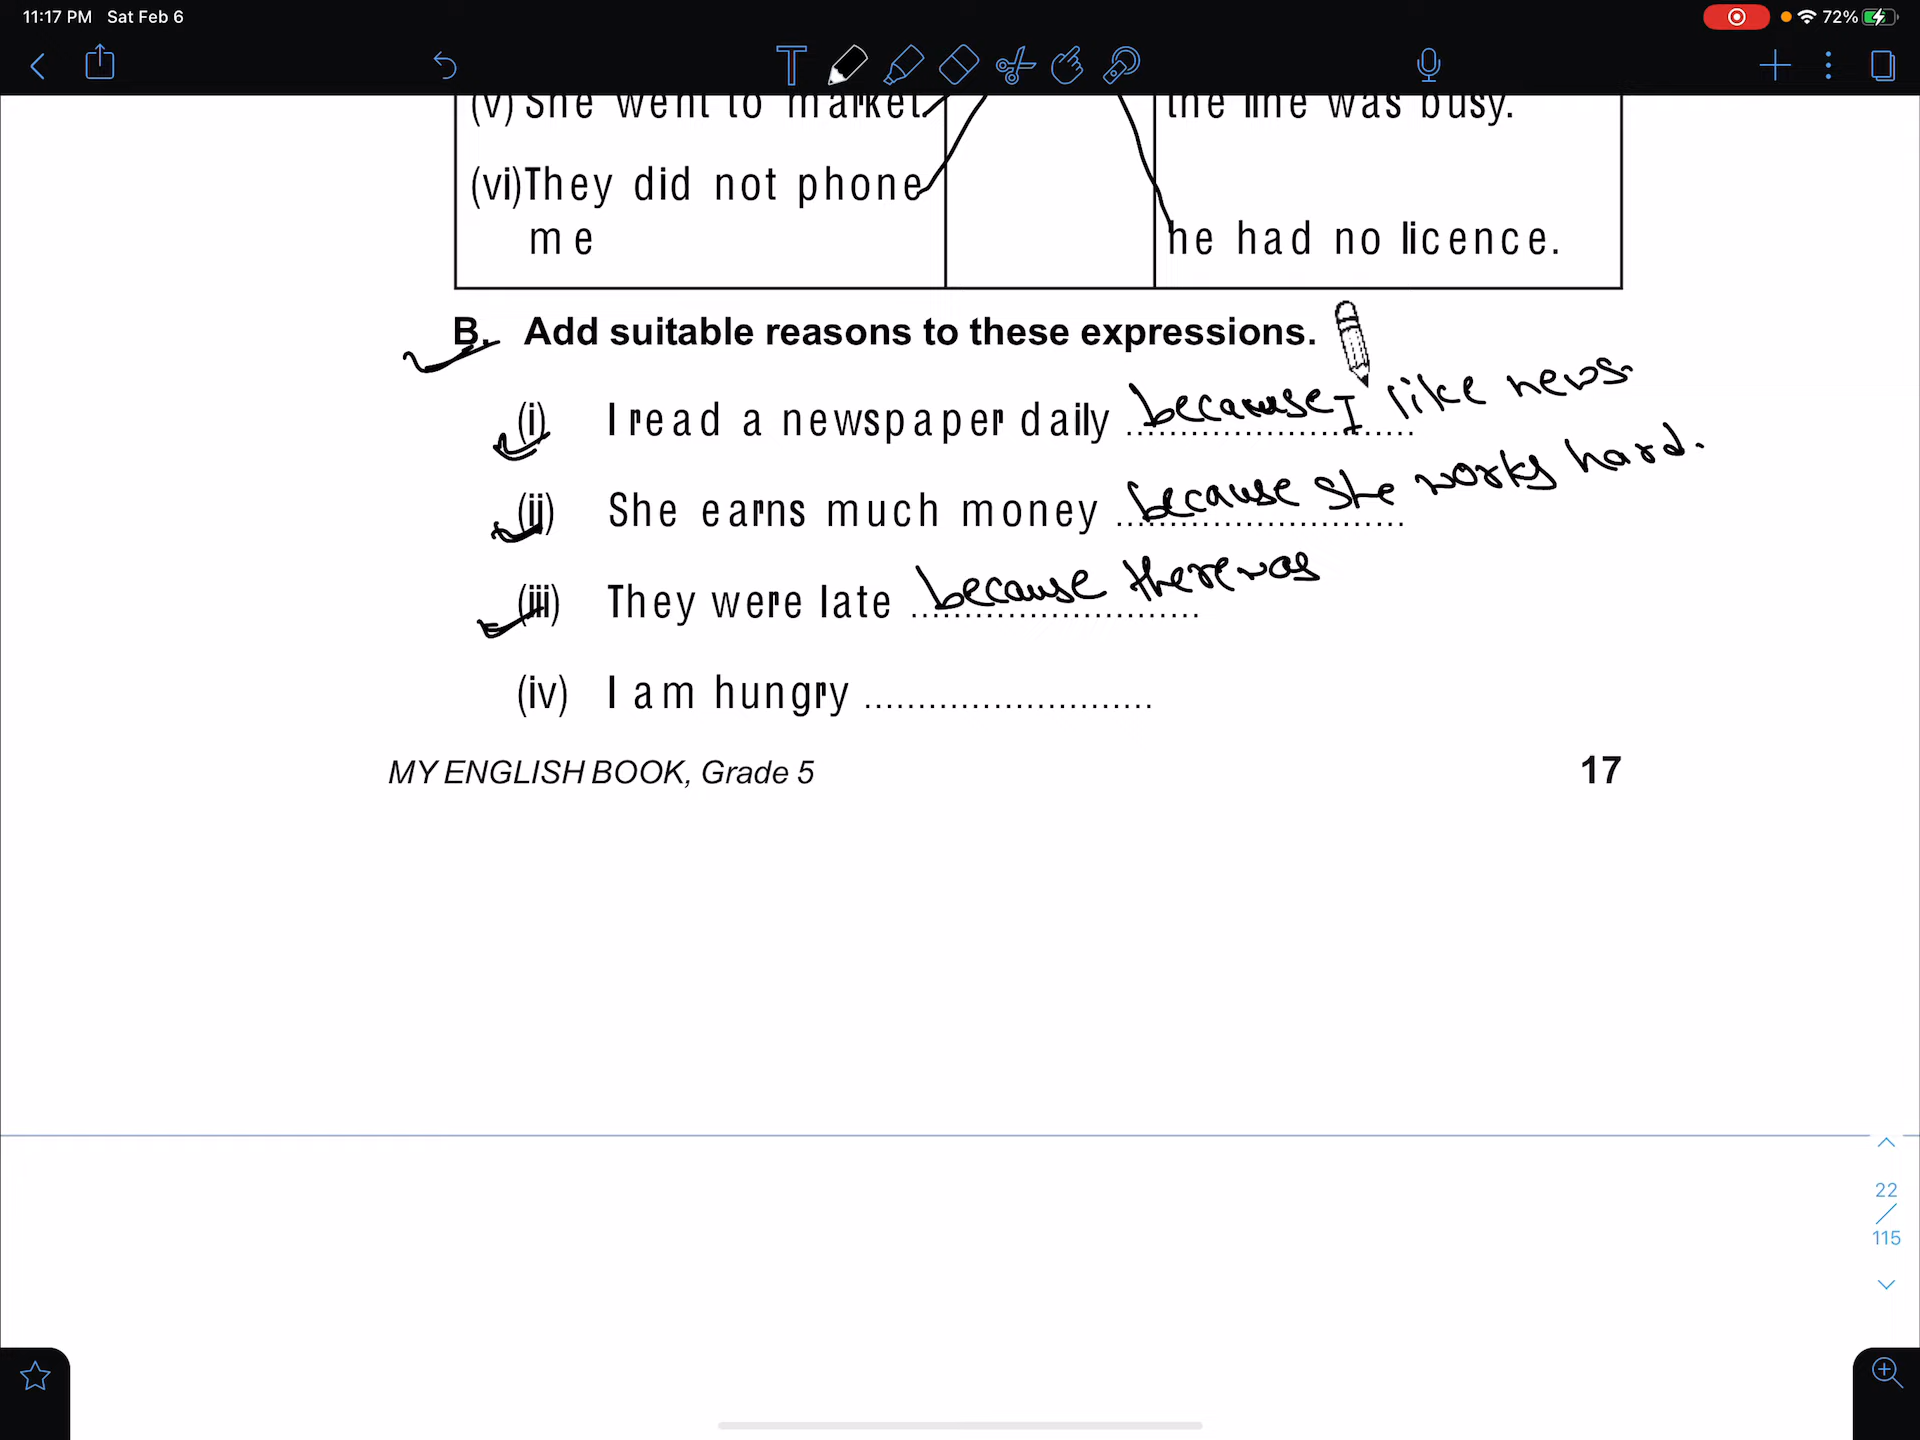 11:17 PM Sat Feb 6
72%
(v) She went to market.
the line was busy.
(vi)They did not phone
me
he had no licence.
B. Add suitable reasons to these expressions.
(i) I read a newspaper daily .......................... because I like news.
(ii) She earns much money .......................... because she works hard.
(iii) They were late .......................... because there was
(iv) I am hungry ..........................
MY ENGLISH BOOK, Grade 5
17
22
/
115